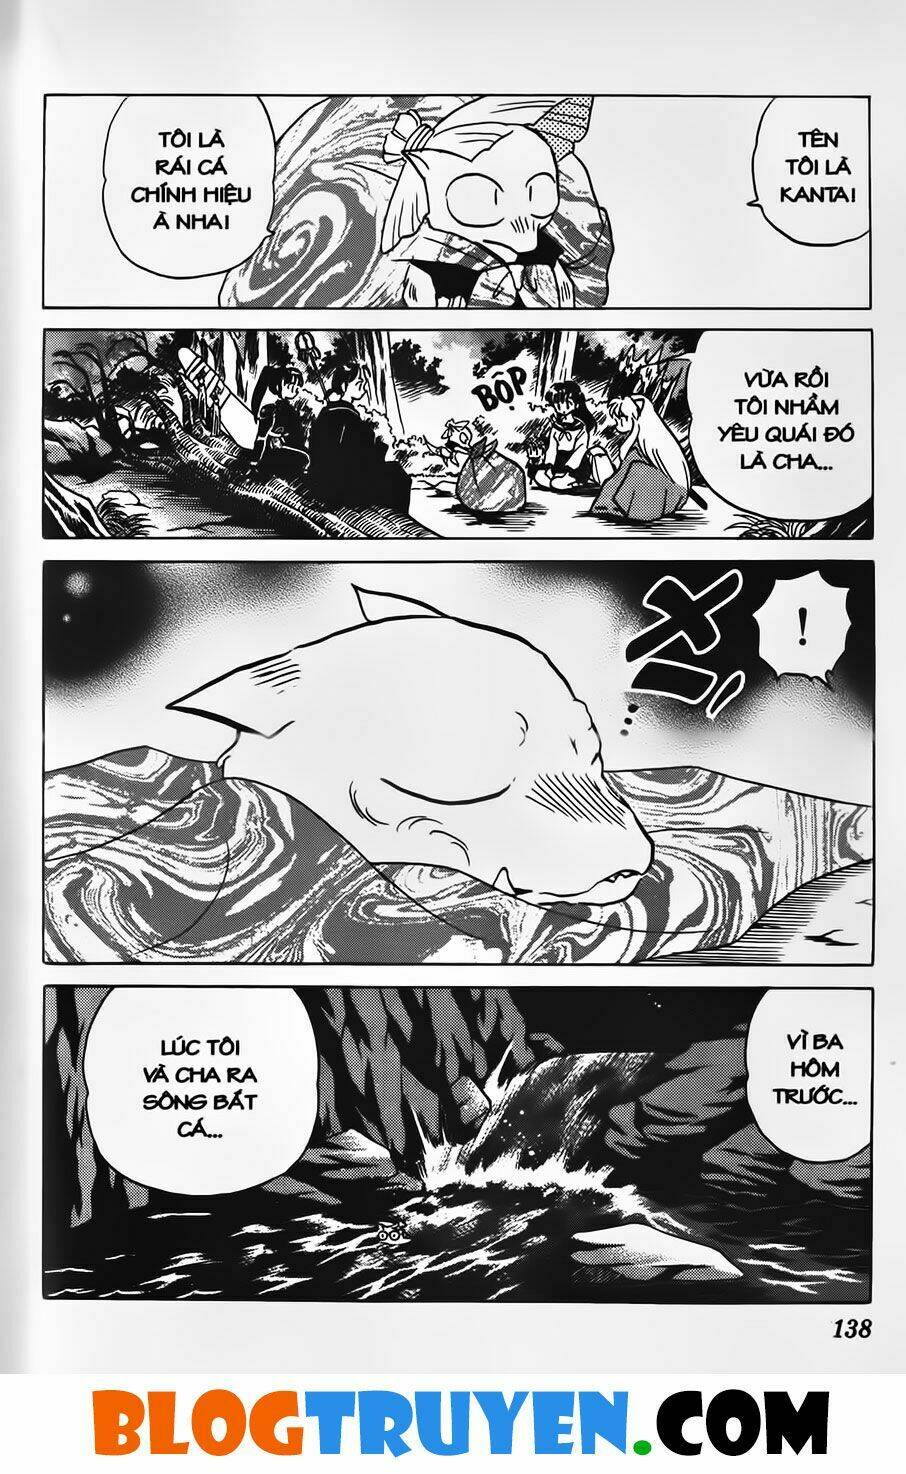 TÊN
TÔI LÀ
KANTA!
TÔI LÀ
RÁI CÁ
CHÍNH HIỆU
À NHA!
VỪA RỒI
TÔI NHẦM
YÊU QUÁI ĐÓ
LÀ CHA...
BỘP
!
VÌ BA
HÔM
TRƯỚC...
LÚC TÔI
VÀ CHA RA
SÔNG BẮT
CÁ...
138
BLOGTRUYEN.COM